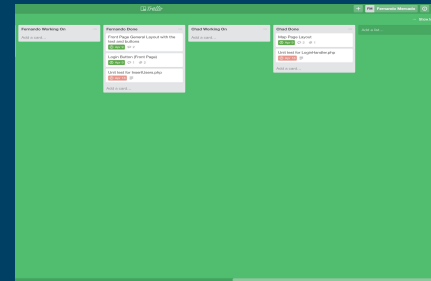 Trello
Fernando Working On
Add a card...
Fernando Done
Front Page General Layout with the
text and buttons
Login Button (Front Page)
Unit test for InsertUsers.php
Add a card...
Chad Working On
Add a card...
Chad Done
Map Page Layout
Unit test for LoginHandler.php
Add a card...
Add a list...